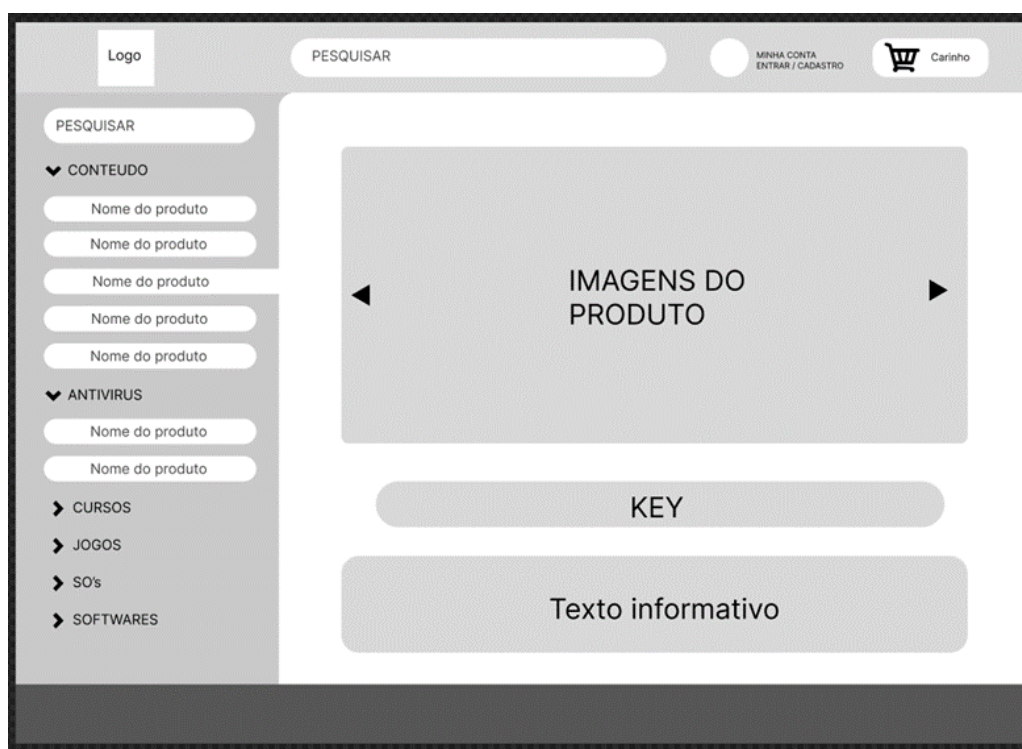 Logo
PESQUISAR
MINHA CONTA
ENTRAR / CADASTRO
Carinho
PESQUISAR
CONTEUDO
Nome do produto
Nome do produto
Nome do produto
Nome do produto
Nome do produto
ANTIVIRUS
Nome do produto
Nome do produto
CURSOS
JOGOS
SO's
SOFTWARES
IMAGENS DO
PRODUTO
KEY
Texto informativo